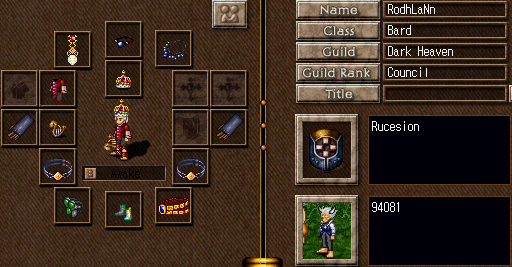 Name RodhLaNn
Class Bard
Guild Dark Heaven
Guild Rank Council
Title
Rucesion
Awake
94081